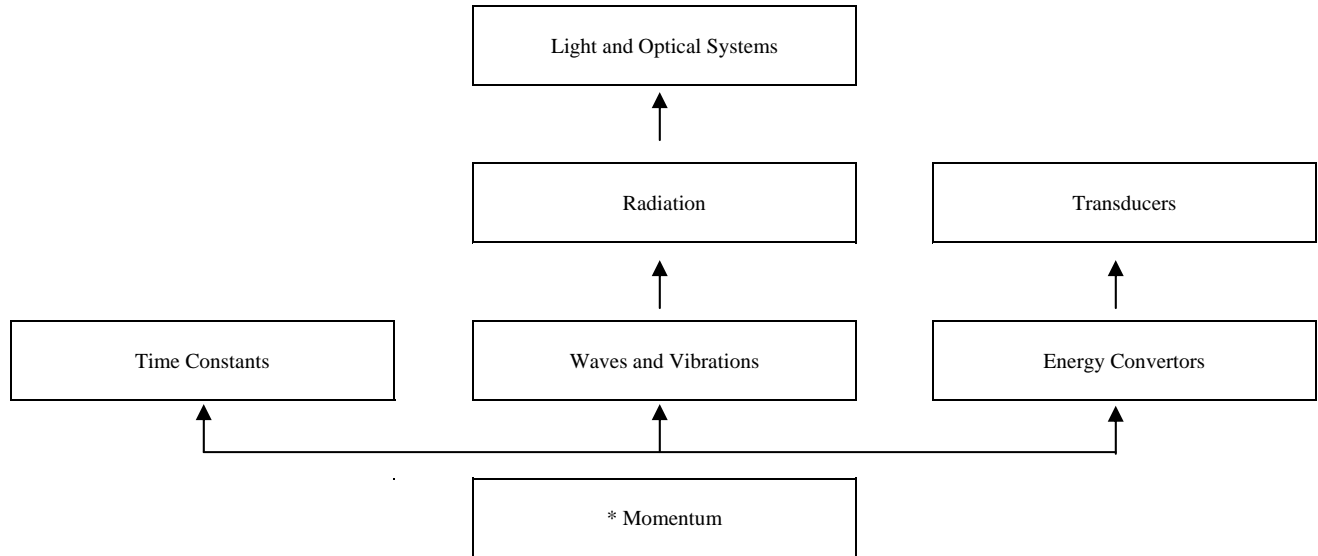 Light and Optical Systems
Radiation
Transducers
Time Constants
Waves and Vibrations
Energy Convertors
* Momentum